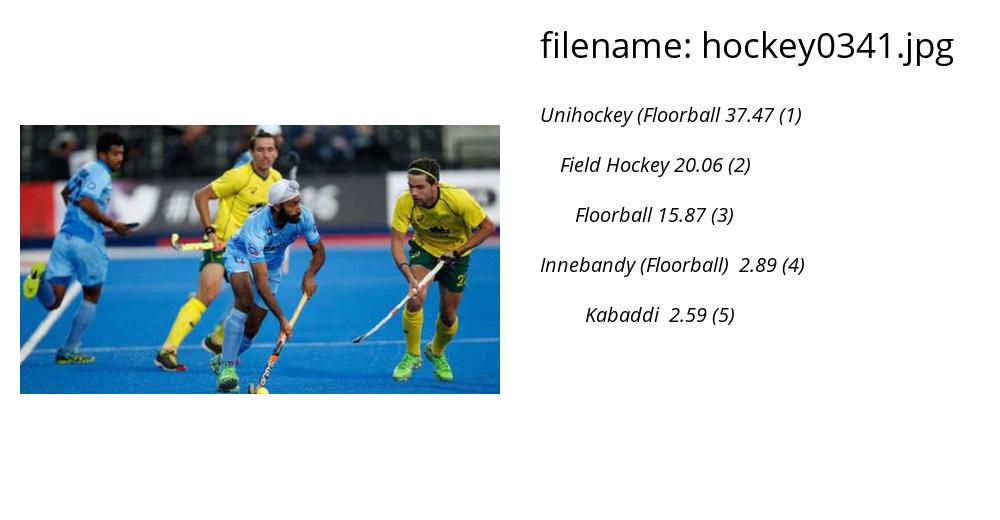 filename: hockey0341.jpg
Unihockey (Floorball 37.47 (1)
Field Hockey 20.06 (2)
Floorball 15.87 (3)
Innebandy (Floorball)  2.89 (4)
Kabaddi  2.59 (5)